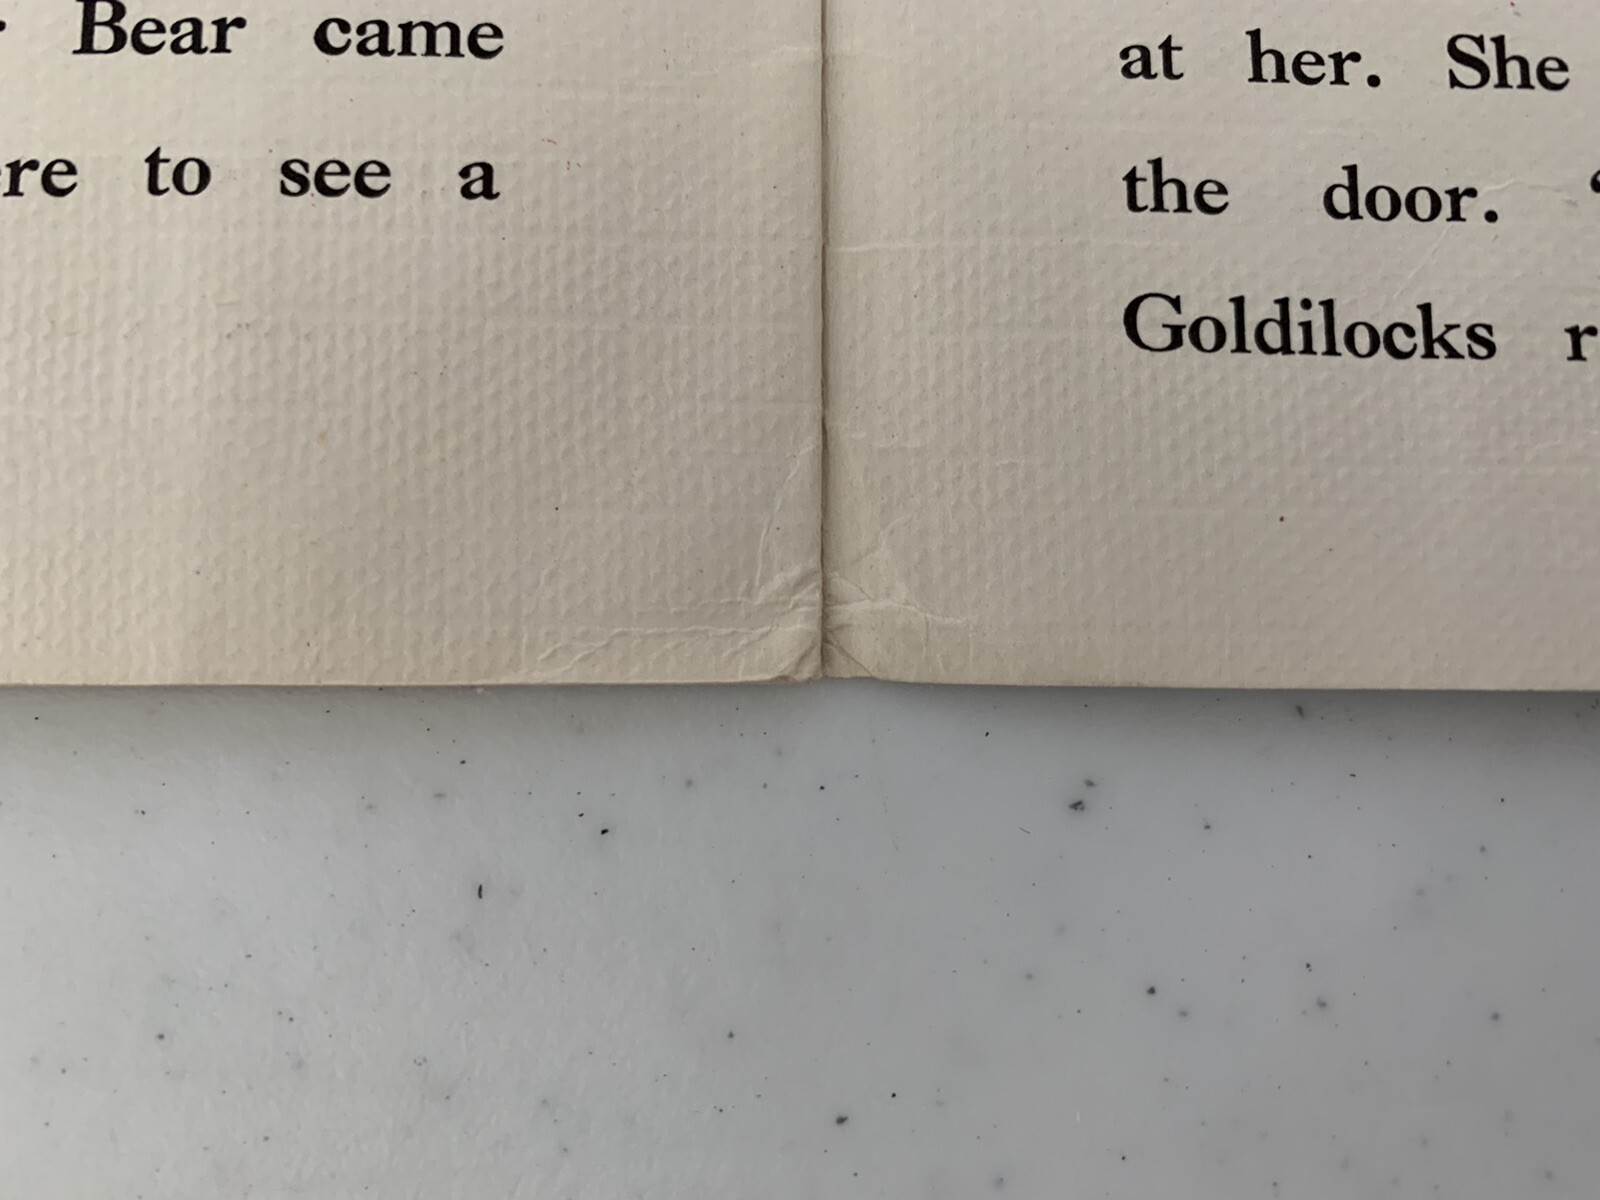 Bear came
to see a
at her. She
the door. “
Goldilocks